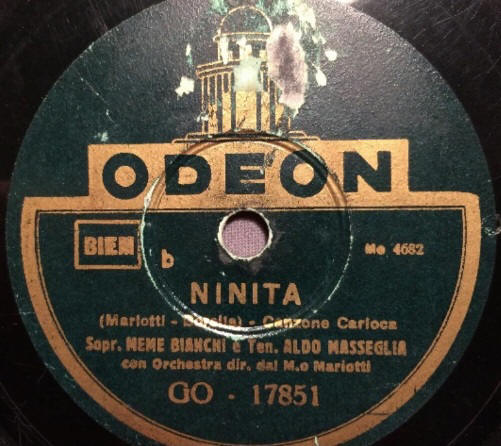 ODEON
BIEM
b
Mo 4682
NINITA
(Mariotti - Borella) - Canzone Carioca
Sopr. MEME BIANCHI e Ten. ALDO MASSEGLIA
con Orchestra dir. dal M.o Mariotti
GO - 17851